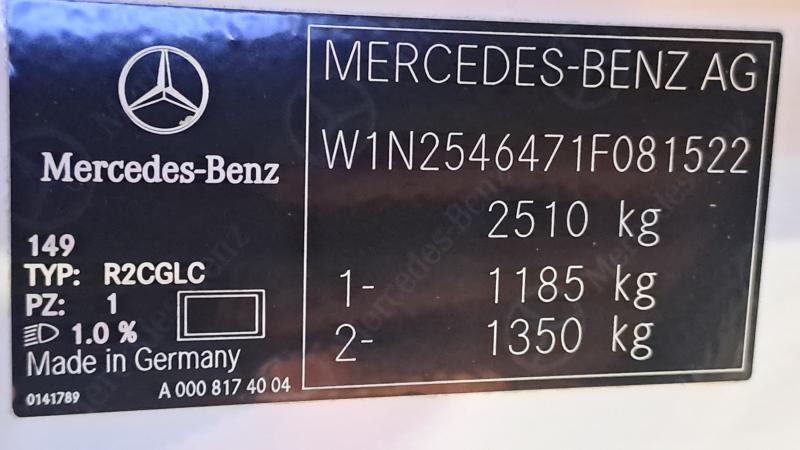 Mercedes-Benz
149
TYP: R2CGLC
PZ: 1
1.0 %
Made in Germany
0141789 A 000 817 40 04
MERCEDES-BENZ AG
W1N2546471F081522
2510 kg
1- 1185 kg
2- 1350 kg